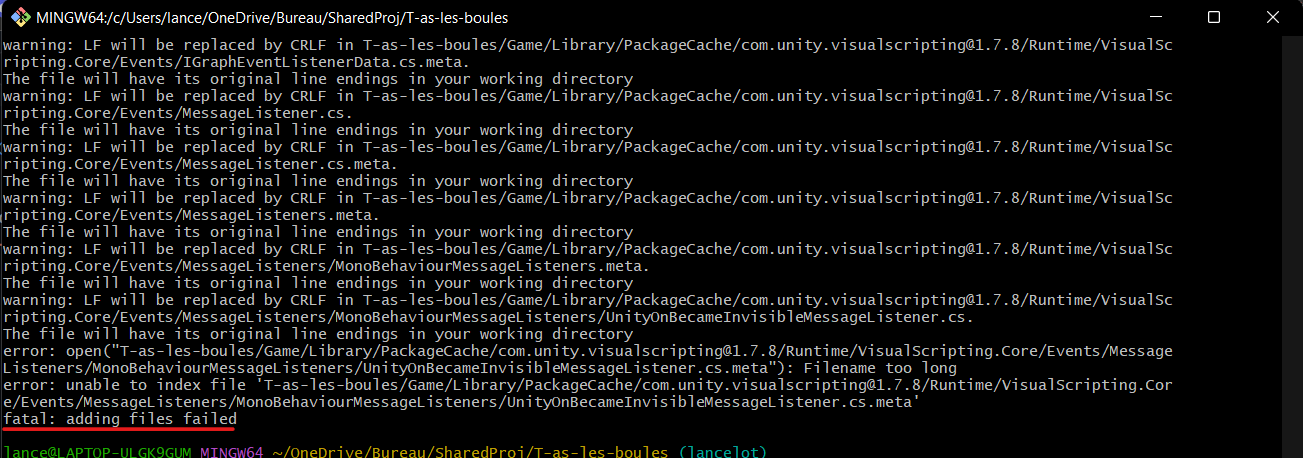 MINGW64:/c/Users/lance/OneDrive/Bureau/SharedProj/T-as-les-boules
warning: LF will be replaced by CRLF in T-as-les-boules/Game/Library/PackageCache/com.unity.visualscripting@1.7.8/Runtime/VisualSc
ripting.Core/Events/IGraphEventListenerData.cs.meta.
The file will have its original line endings in your working directory
warning: LF will be replaced by CRLF in T-as-les-boules/Game/Library/PackageCache/com.unity.visualscripting@1.7.8/Runtime/VisualSc
ripting.Core/Events/MessageListener.cs.
The file will have its original line endings in your working directory
warning: LF will be replaced by CRLF in T-as-les-boules/Game/Library/PackageCache/com.unity.visualscripting@1.7.8/Runtime/VisualSc
ripting.Core/Events/MessageListener.cs.meta.
The file will have its original line endings in your working directory
warning: LF will be replaced by CRLF in T-as-les-boules/Game/Library/PackageCache/com.unity.visualscripting@1.7.8/Runtime/VisualSc
ripting.Core/Events/MessageListeners.meta.
The file will have its original line endings in your working directory
warning: LF will be replaced by CRLF in T-as-les-boules/Game/Library/PackageCache/com.unity.visualscripting@1.7.8/Runtime/VisualSc
ripting.Core/Events/MessageListeners/MonoBehaviourMessageListeners.meta.
The file will have its original line endings in your working directory
warning: LF will be replaced by CRLF in T-as-les-boules/Game/Library/PackageCache/com.unity.visualscripting@1.7.8/Runtime/VisualSc
ripting.Core/Events/MessageListeners/MonoBehaviourMessageListeners/UnityOnBecameInvisibleMessageListener.cs.
The file will have its original line endings in your working directory
error: open("T-as-les-boules/Game/Library/PackageCache/com.unity.visualscripting@1.7.8/Runtime/VisualScripting.Core/Events/Message
Listeners/MonoBehaviourMessageListeners/UnityOnBecameInvisibleMessageListener.cs.meta"): Filename too long
error: unable to index file 'T-as-les-boules/Game/Library/PackageCache/com.unity.visualscripting@1.7.8/Runtime/VisualScripting.Cor
e/Events/MessageListeners/MonoBehaviourMessageListeners/UnityOnBecameInvisibleMessageListener.cs.meta'
fatal: adding files failed
lance@LAPTOP-ULGK9GUM MINGW64 ~/OneDrive/Bureau/SharedProj/T-as-les-boules (lancelot)